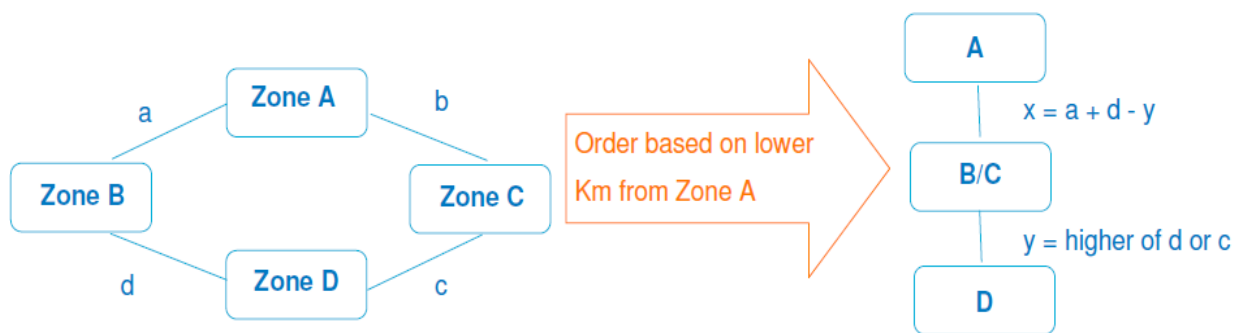 Zone A
a
b
Zone B
Zone C
Zone D
d
c
Order based on lower
Km from Zone A
A
x = a + d - y
B/C
y = higher of d or c
D